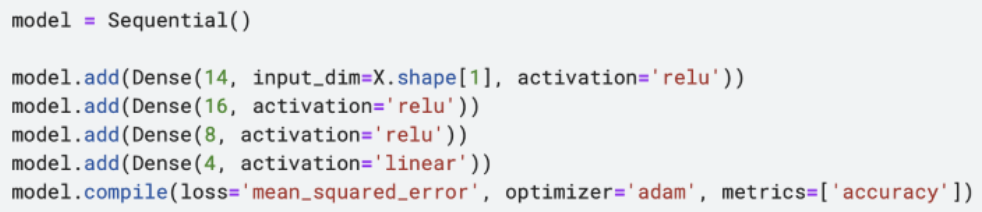 model = Sequential()
model.add(Dense(14, input_dim=X.shape[1], activation='relu'))
model.add(Dense(16, activation='relu'))
model.add(Dense(8, activation='relu'))
model.add(Dense(4, activation='linear'))
model.compile(loss='mean_squared_error', optimizer='adam', metrics=['accuracy'])